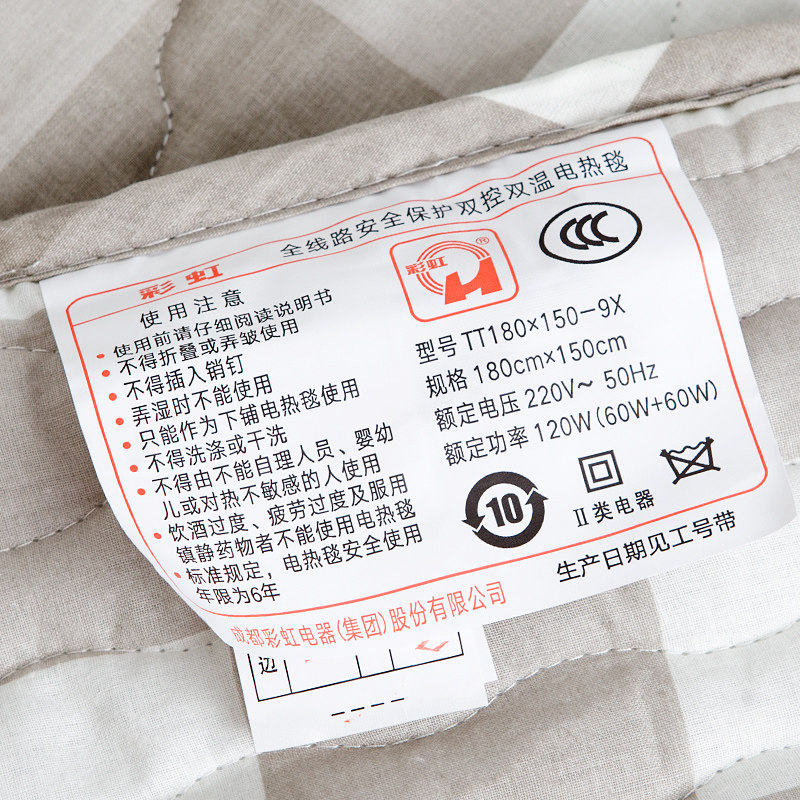 彩虹
全线路安全保护双控双温电热毯
使用注意
• 使用前请仔细阅读说明书
• 不得折叠或弄皱使用
• 不得插入销钉
• 弄湿时不能使用
• 只能作为下铺电热毯使用
• 不得洗涤或干洗
• 不得由不能自理人员、婴幼
儿或对热不敏感的人使用
• 饮酒过度、疲劳过度及服用
镇静药物者不能使用电热毯
• 标准规定，电热毯安全使用
年限为6年
彩虹®
CCC
型号 TT180×150-9X
规格 180cm×150cm
额定电压 220V~ 50Hz
额定功率 120W(60W+60W)
10
II类电器
生产日期见工号带
成都彩虹电器(集团)股份有限公司
边